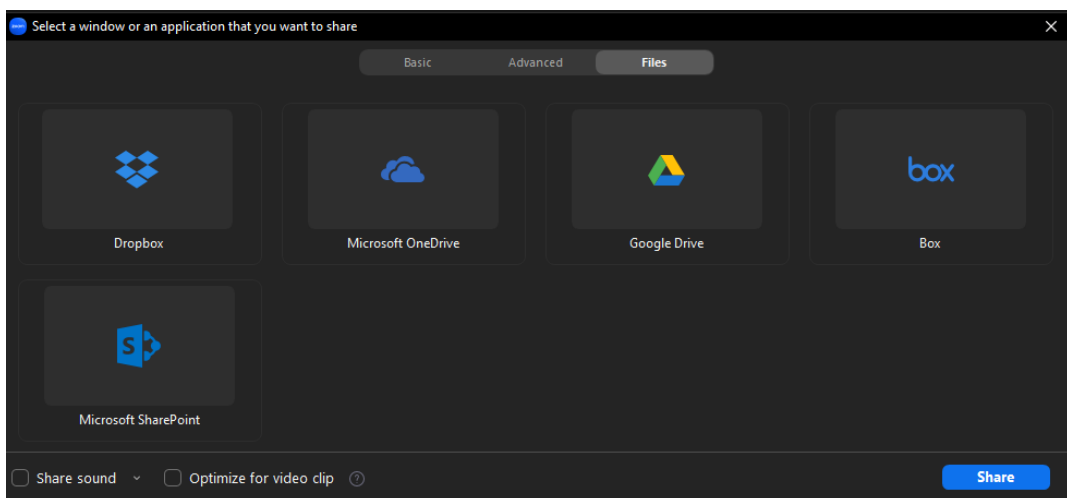 zoom Select a window or an application that you want to share
Basic Advanced Files
Dropbox Microsoft OneDrive Google Drive box Box
S Microsoft SharePoint
Share sound Optimize for video clip ? Share